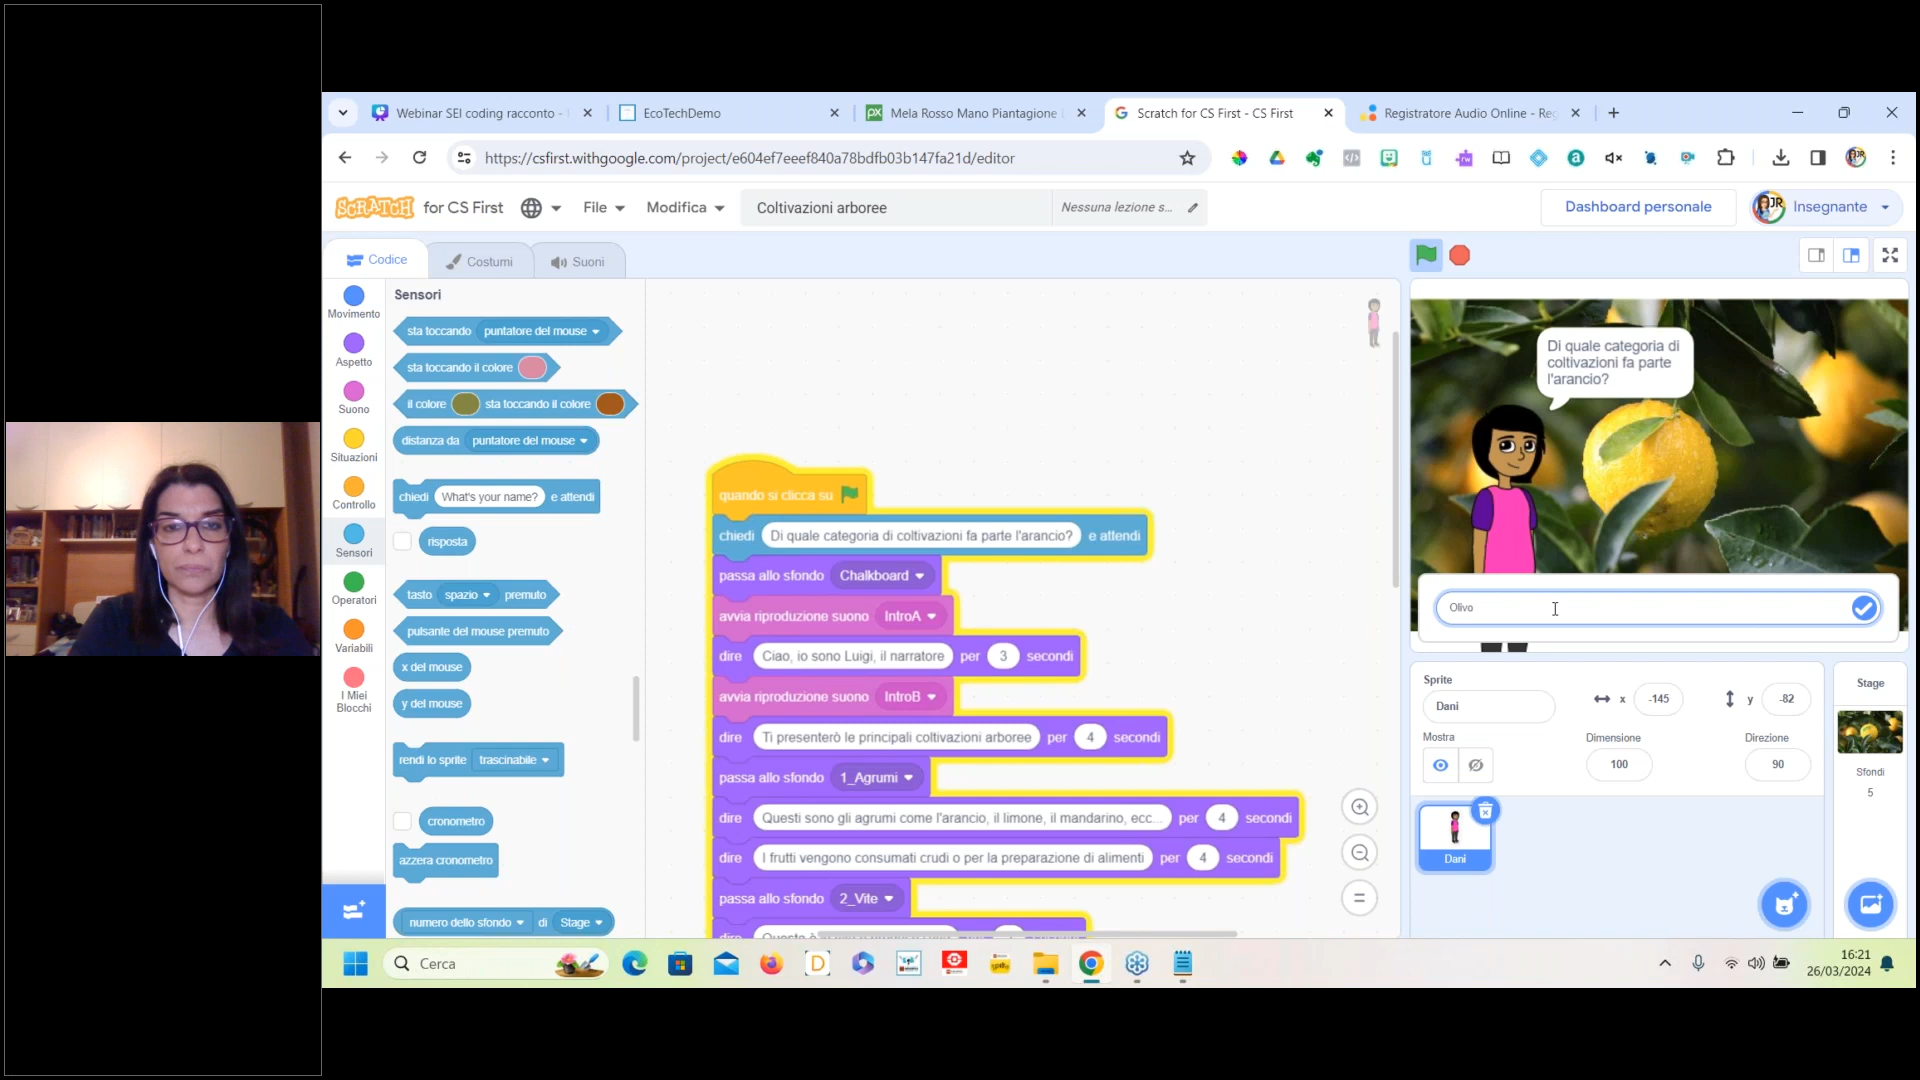 Webinar SEI coding racconto -
EcoTechDemo
Mela Rosso Mano Piantagione
Scratch for CS First - CS First
Registratore Audio Online - Reg
https://csfirst.withgoogle.com/project/e604ef7eeef840a78bdfb03b147fa21d/editor
SCRATCH for CS First
File
Modifica
Coltivazioni arboree
Nessuna lezione s...
Dashboard personale
Insegnante
Codice
Costumi
Suoni
Movimento
Aspetto
Suono
Situazioni
Controllo
Sensori
Operatori
Variabili
I Miei
Blocchi
Sensori
sta toccando puntatore del mouse
sta toccando il colore
il colore sta toccando il colore
distanza da puntatore del mouse
chiedi What's your name? e attendi
risposta
tasto spazio premuto
pulsante del mouse premuto
x del mouse
y del mouse
rendi lo sprite trascinabile
cronometro
azzera cronometro
numero dello sfondo di Stage
quando si clicca su
chiedi Di quale categoria di coltivazioni fa parte l'arancio? e attendi
passa allo sfondo Chalkboard
avvia riproduzione suono IntroA
dire Ciao, io sono Luigi, il narratore per 3 secondi
avvia riproduzione suono IntroB
dire Ti presenterò le principali coltivazioni arboree per 4 secondi
passa allo sfondo 1_Agrumi
dire Questi sono gli agrumi come l'arancio, il limone, il mandarino, ecc... per 4 secondi
dire I frutti vengono consumati crudi o per la preparazione di alimenti per 4 secondi
passa allo sfondo 2_Vite
dire
Di quale categoria di
coltivazioni fa parte
l'arancio?
Olivo
Sprite
Dani
x -145
y -82
Mostra
Dimensione
100
Direzione
90
Dani
Stage
Sfondi
5
Cerca
16:21
26/03/2024